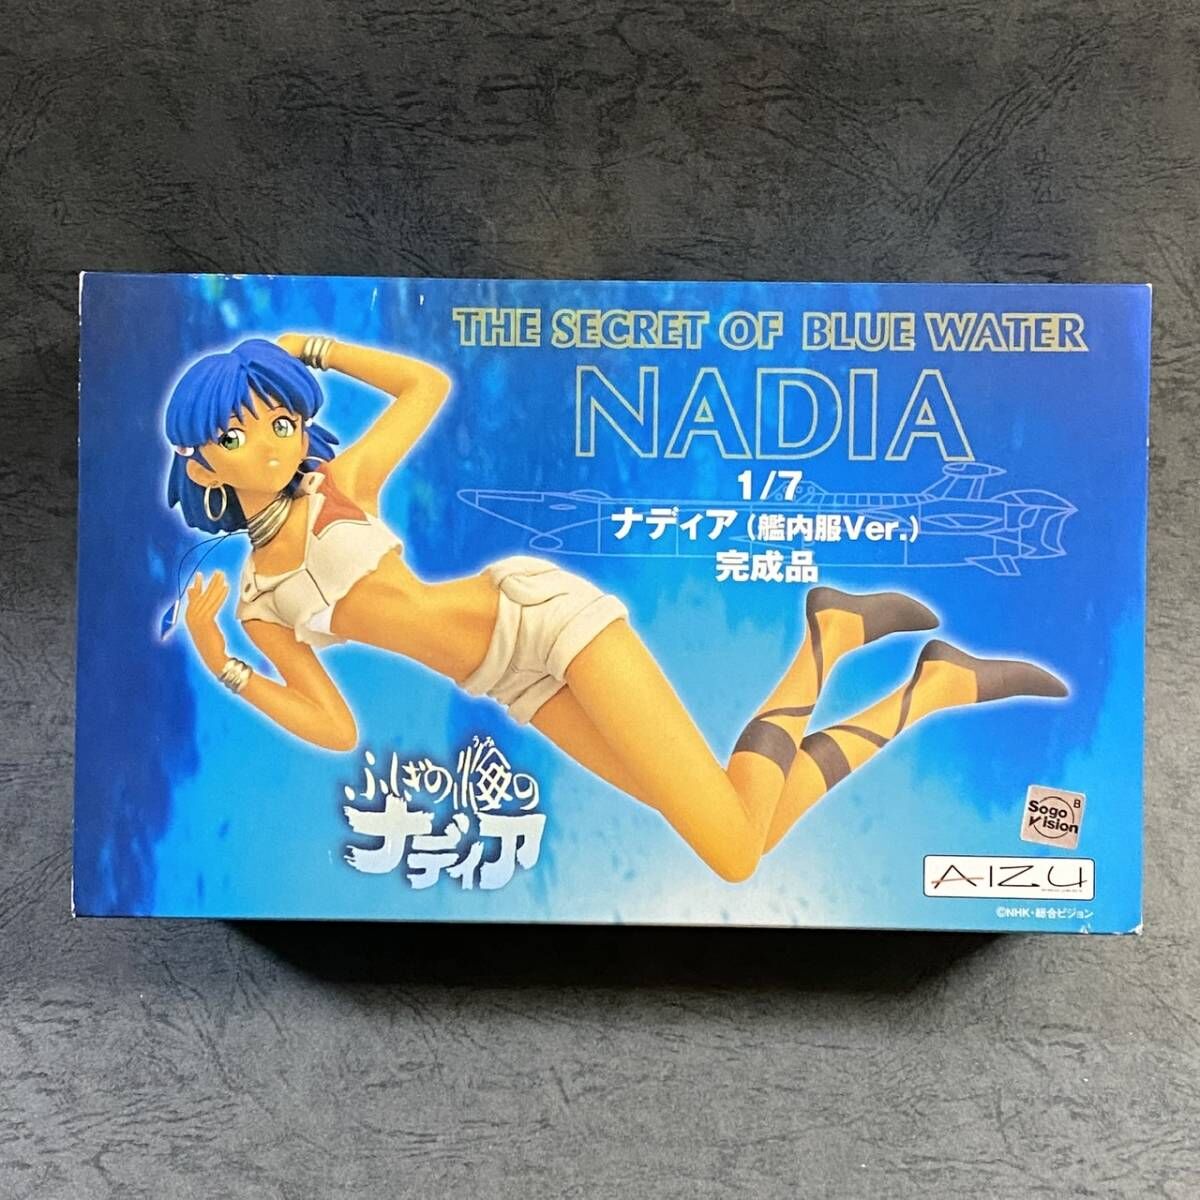 THE SECRET OF BLUE WATER
NADIA
1/7
ナディア(艦内服Ver.)
完成品
うみ
ふしぎの海の
ナディア
B
Sogo
Vision
AIZU
©NHK・総合ビジョン